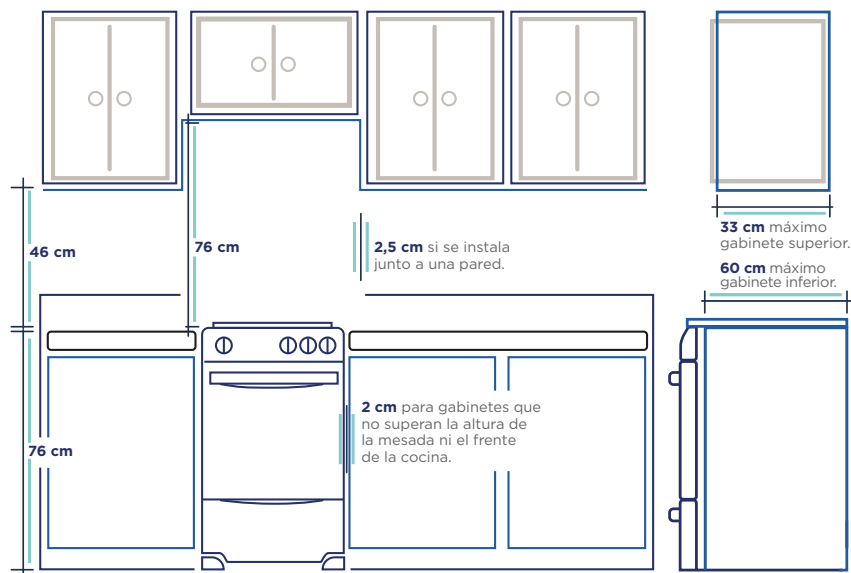 46 cm
76 cm
2,5 cm si se instala
junto a una pared.
33 cm máximo
gabinete superior.
60 cm máximo
gabinete inferior.
2 cm para gabinetes que
no superan la altura de
la mesada ni el frente
de la cocina.
76 cm